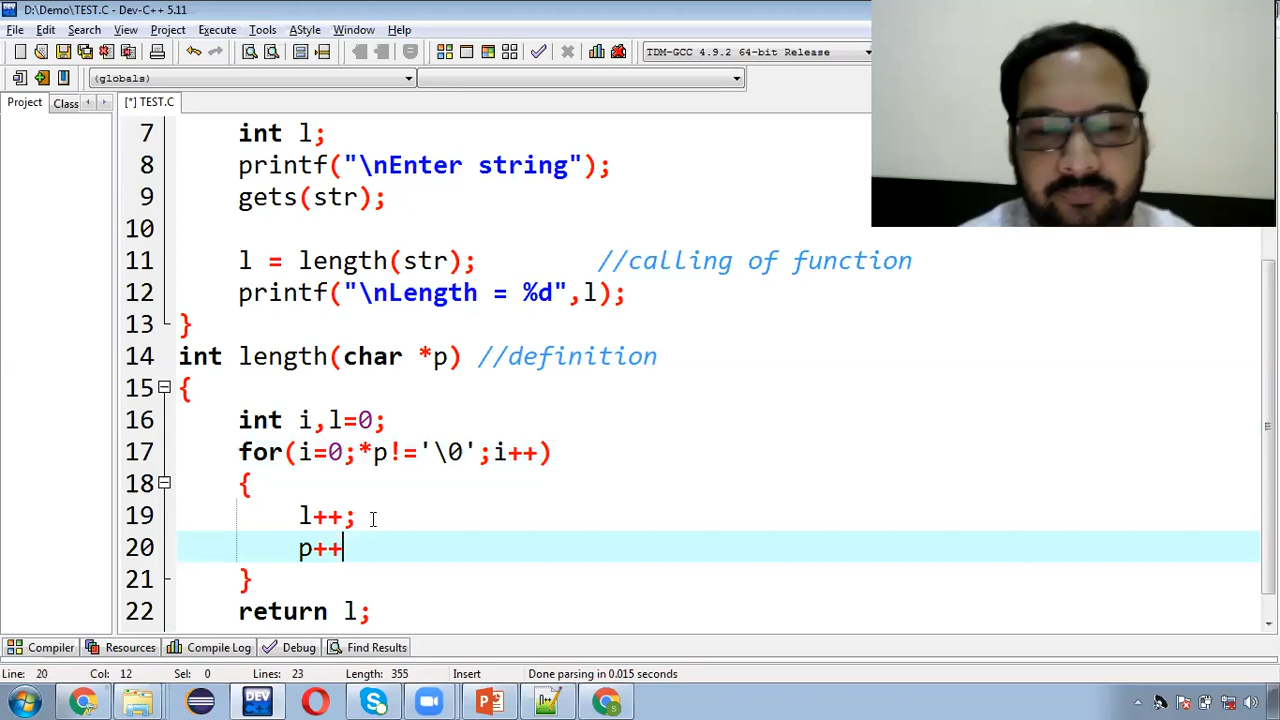 D:\Demo\TEST.C - Dev-C++ 5.11
File Edit Search View Project Execute Tools AStyle Window Help
TDM-GCC 4.9.2 64-bit Release
(globals)
Project Class [*] TEST.C
7 int l;
8 printf("\nEnter string");
9 gets(str);
10
11 l = length(str); //calling of function
12 printf("\nLength = %d",l);
13 }
14 int length(char *p) //definition
15 {
16 int i,l=0;
17 for(i=0;*p!='\0';i++)
18 {
19 l++;
20 p++
21 }
22 return l;
Compiler Resources Compile Log Debug Find Results
Line: 20 Col: 12 Sel: 0 Lines: 23 Length: 355 Insert Done parsing in 0.015 seconds
DEV